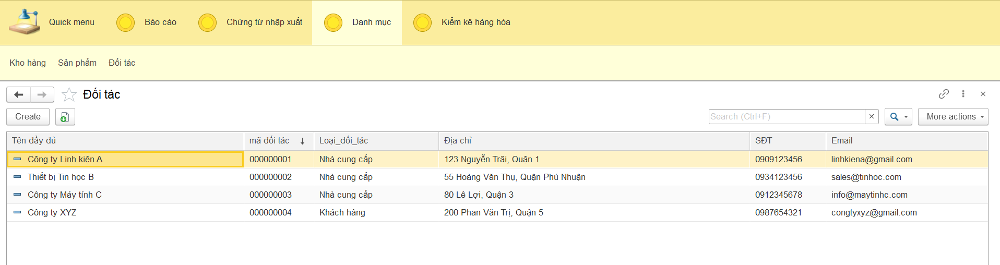 Quick menu Báo cáo Chứng từ nhập xuất Danh mục Kiểm kê hàng hóa
Kho hàng Sản phẩm Đối tác
Đối tác
Create Search (Ctrl+F) More actions
Tên đầy đủ mã đối tác Loại_đối_tác Địa chỉ SĐT Email
Công ty Linh kiện A 000000001 Nhà cung cấp 123 Nguyễn Trãi, Quận 1 0909123456 linhkiena@gmail.com
Thiết bị Tin học B 000000002 Nhà cung cấp 55 Hoàng Văn Thụ, Quận Phú Nhuận 0934123456 sales@tinhoc.com
Công ty Máy tính C 000000003 Nhà cung cấp 80 Lê Lợi, Quận 3 0912345678 info@maytinhc.com
Công ty XYZ 000000004 Khách hàng 200 Phan Văn Trị, Quận 5 0987654321 congtyxyz@gmail.com